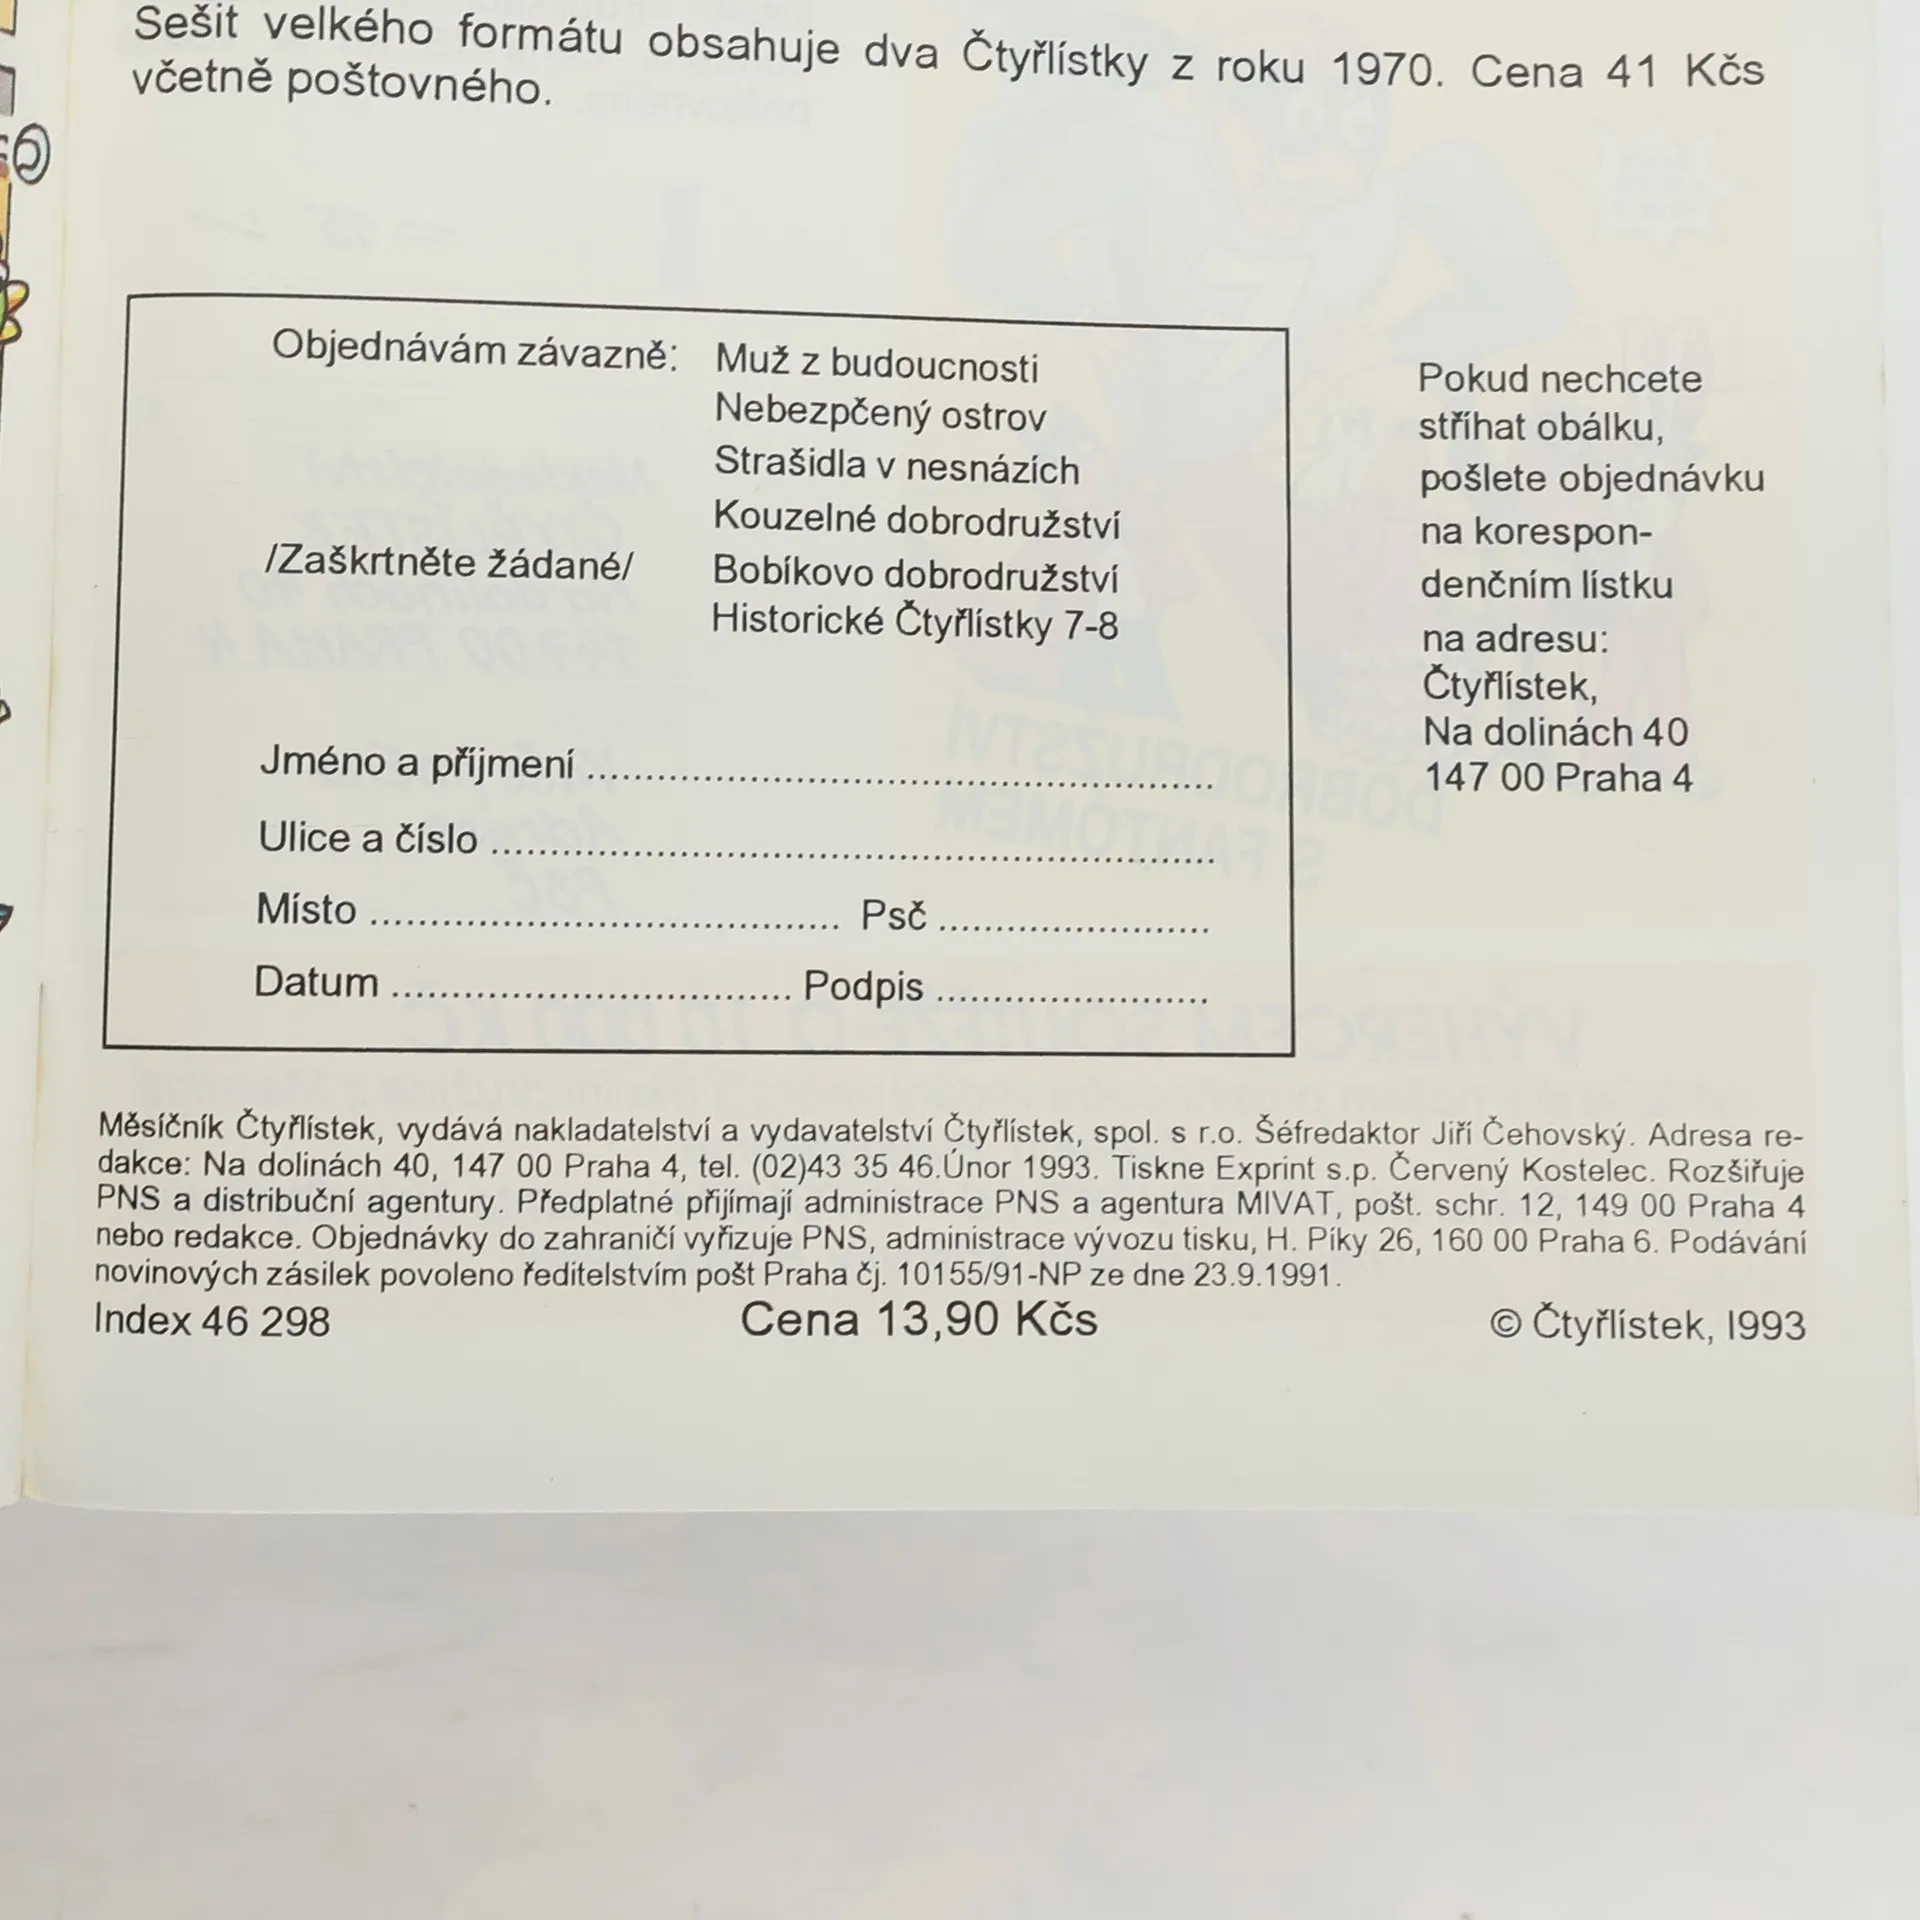 Sešit velkého formátu obsahuje dva Čtyřlístky z roku 1970. Cena 41 Kčs
včetně poštovného.
Objednávám závazně: Muž z budoucnosti
Nebezpčený ostrov
Strašidla v nesnázích
Kouzelné dobrodružství
/Zaškrtněte žádané/ Bobíkovo dobrodružství
Historické Čtyřlístky 7-8
Jméno a příjmení ......................................................
Ulice a číslo ..............................................................
Místo ........................................ Psč .......................
Datum .................................. Podpis .......................
Pokud nechcete
stříhat obálku,
pošlete objednávku
na korespon-
denčním lístku
na adresu:
Čtyřlístek,
Na dolinách 40
147 00 Praha 4
Měsíčník Čtyřlístek, vydává nakladatelství a vydavatelství Čtyřlístek, spol. s r.o. Šéfredaktor Jiří Čehovský. Adresa re-
dakce: Na dolinách 40, 147 00 Praha 4, tel. (02)43 35 46.Únor 1993. Tiskne Exprint s.p. Červený Kostelec. Rozšiřuje
PNS a distribuční agentury. Předplatné přijímají administrace PNS a agentura MIVAT, pošt. schr. 12, 149 00 Praha 4
nebo redakce. Objednávky do zahraničí vyřizuje PNS, administrace vývozu tisku, H. Píky 26, 160 00 Praha 6. Podávání
novinových zásilek povoleno ředitelstvím pošt Praha čj. 10155/91-NP ze dne 23.9.1991.
Index 46 298 Cena 13,90 Kčs © Čtyřlístek, I993